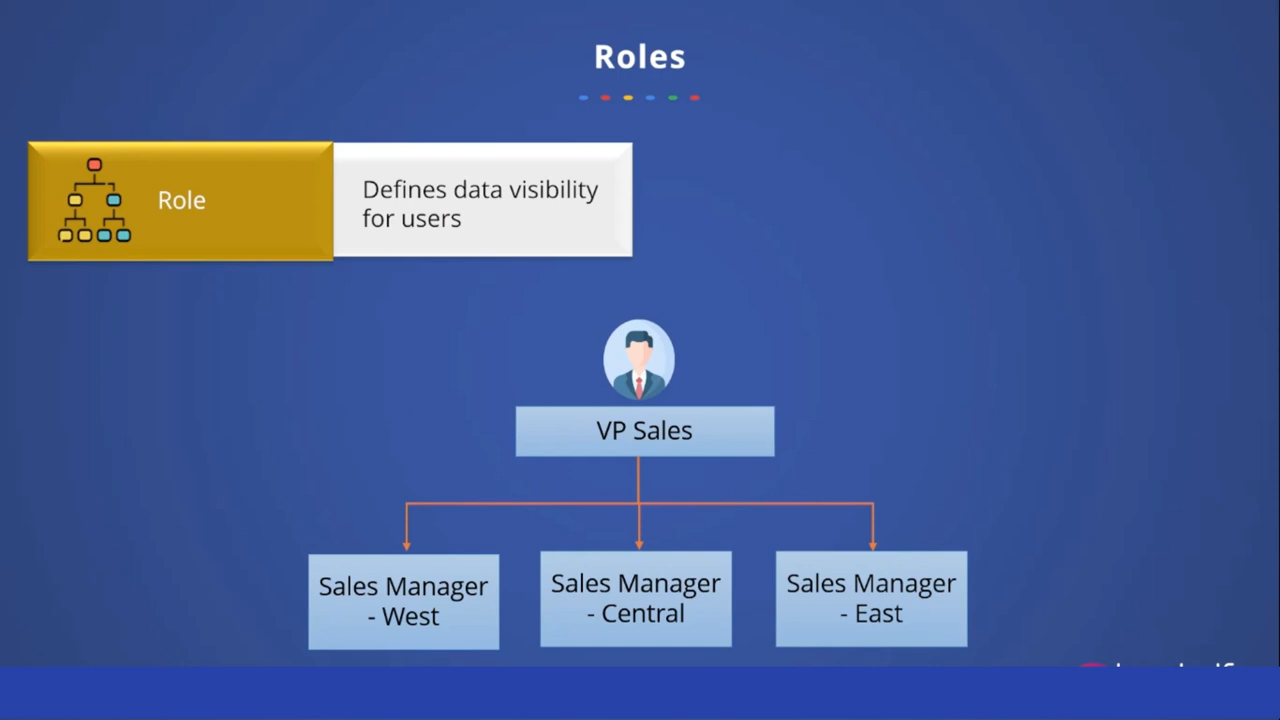 Roles
Role
Defines data visibility
for users
VP Sales
Sales Manager
- West
Sales Manager
- Central
Sales Manager
- East